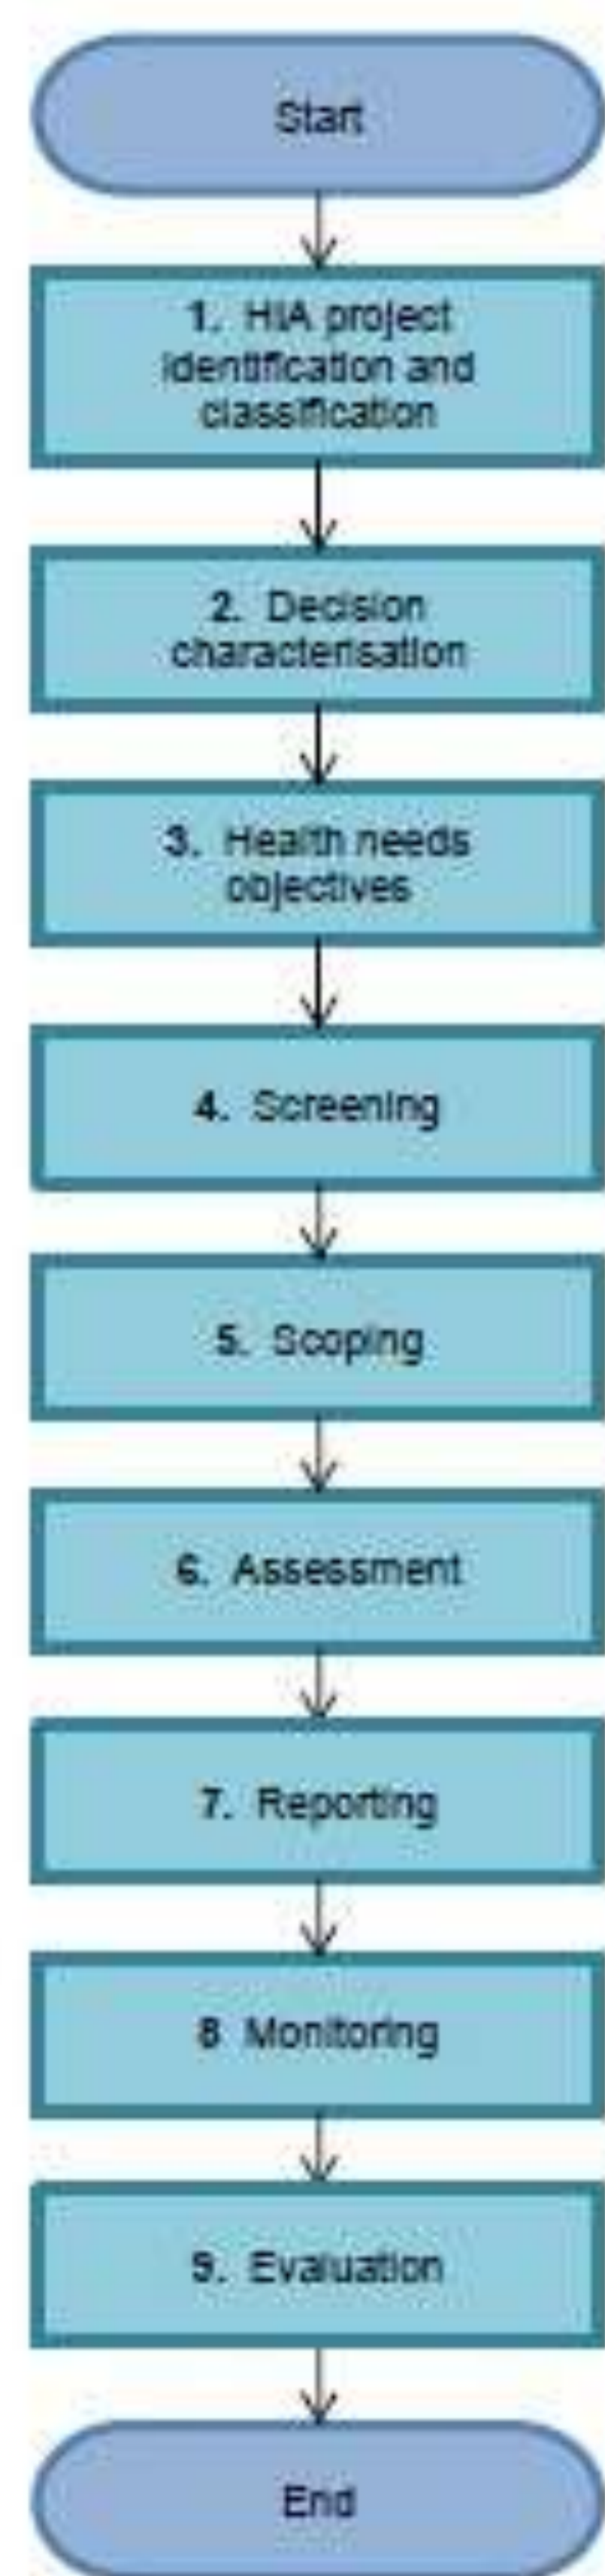 Start
1. HIA project
identification and
classification
2. Decision
characterisation
3. Health needs
objectives
4. Screening
5. Scoping
6. Assessment
7. Reporting
8 Monitoring
9. Evaluation
End